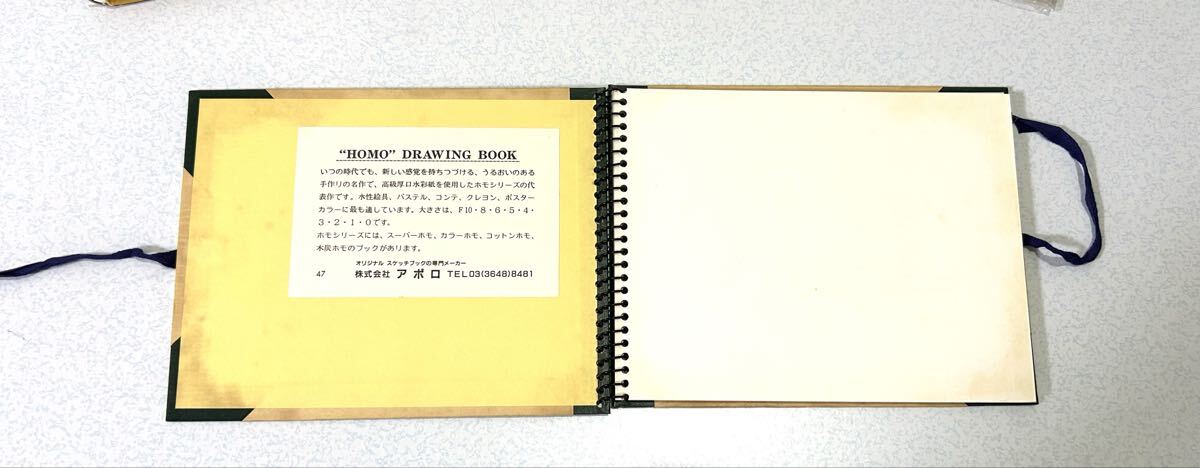 “HOMO” DRAWING BOOK
いつの時代でも、新しい感覚を持ちつづける、うるおいのある
手作りの名作で、高級厚口水彩紙を使用したホモシリーズの代
表作です。水性絵具、パステル、コンテ、クレヨン、ポスター
カラーに最も適しています。大きさは、F10・8・6・5・4・
3・2・1・0です。
ホモシリーズには、スーパーホモ、カラーホモ、コットンホモ、
木炭ホモのブックがあります。
オリジナル スケッチブックの専門メーカー
47 株式会社 アポロ TEL03(3648)8481